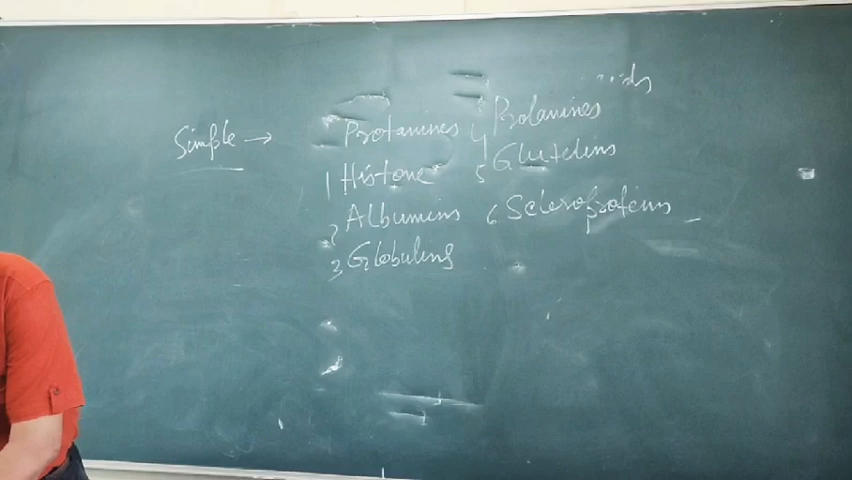 Simple →
Protamines
1 Histone
2 Albumins
3 Globulins
4 Prolamines
5 Glutelins
6 Scleroproteins